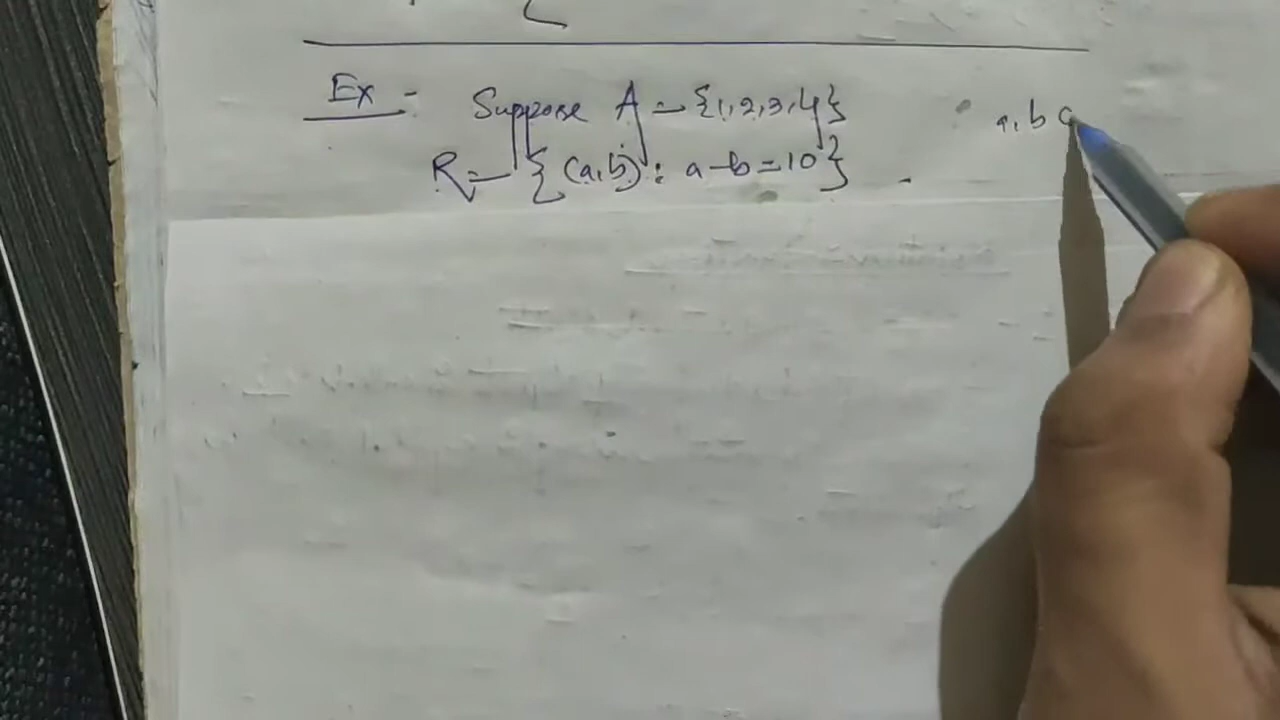 Ex :- Suppose A = {1,2,3,4}
a, b
R = { (a,b) : a-b=10 } .